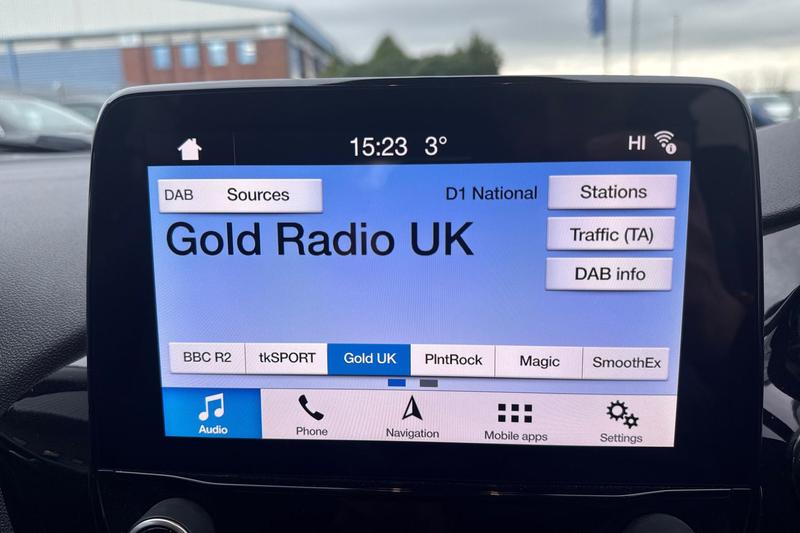 15:23 3° HI
DAB Sources D1 National Stations
Gold Radio UK
Traffic (TA)
DAB info
BBC R2 tkSPORT Gold UK PlntRock Magic SmoothEx
Audio Phone Navigation Mobile apps Settings